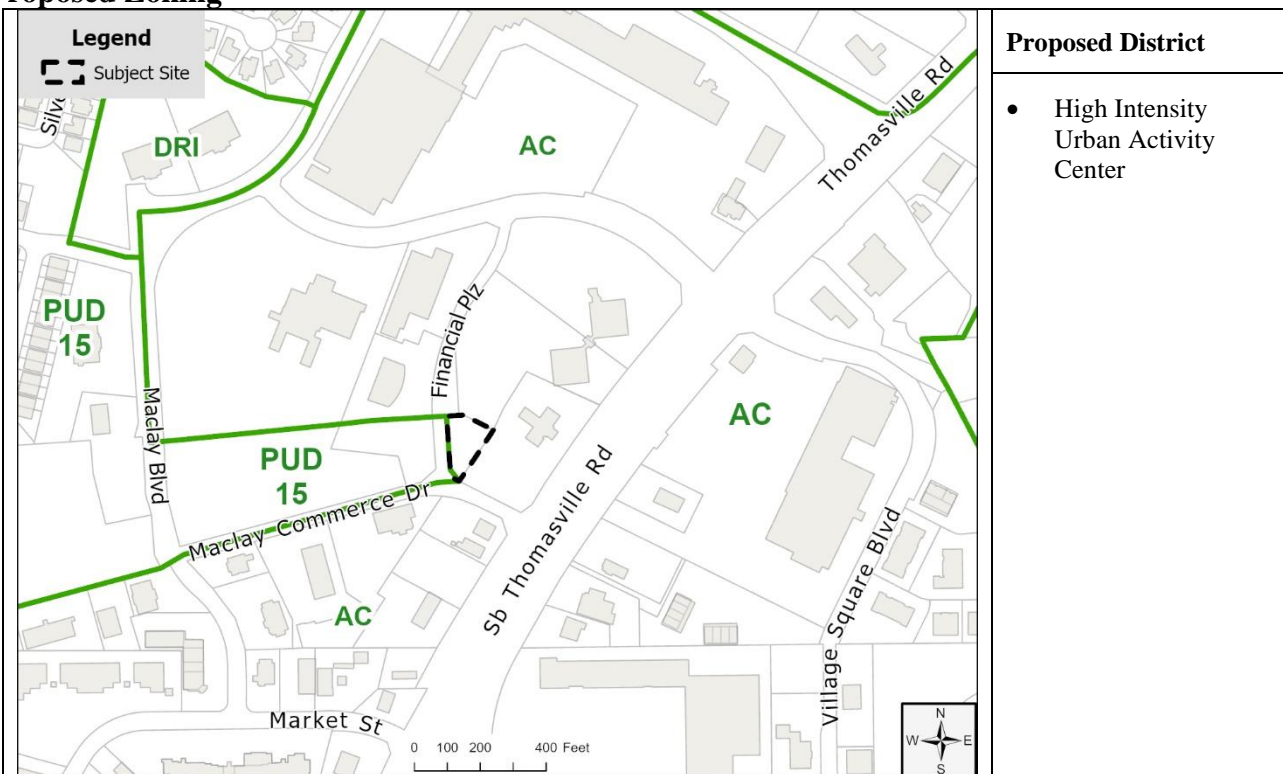 Legend
Subject Site
Silve
DRI
AC
Thomasville Rd
PUD
15
Financial Plz
Maclay Blvd
PUD
15
AC
Maclay Commerce Dr
Sb Thomasville Rd
AC
Village Square Blvd
Market St
0 100 200 400 Feet
N
W E
S
Proposed District
• High Intensity
Urban Activity
Center